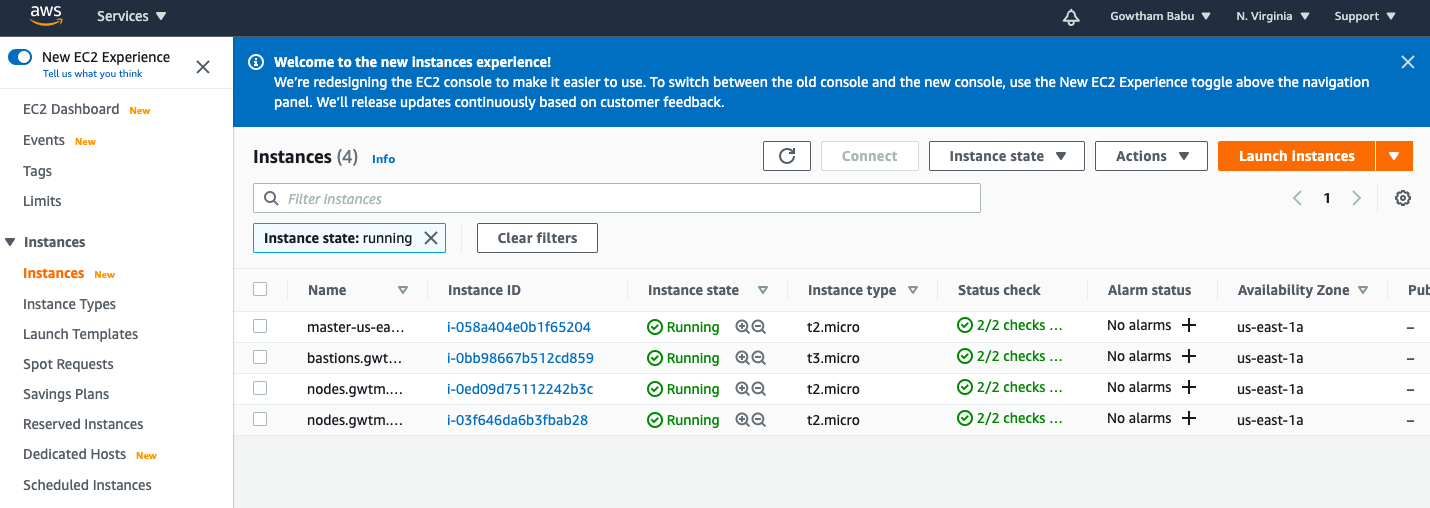 aws Services Gowtham Babu N. Virginia Support
New EC2 Experience
Tell us what you think
EC2 Dashboard New
Events New
Tags
Limits
Instances
Instances New
Instance Types
Launch Templates
Spot Requests
Savings Plans
Reserved Instances
Dedicated Hosts New
Scheduled Instances
Welcome to the new instances experience!
We're redesigning the EC2 console to make it easier to use. To switch between the old console and the new console, use the New EC2 Experience toggle above the navigation
panel. We'll release updates continuously based on customer feedback.
Instances (4) Info Connect Instance state Actions Launch instances
Filter instances 1
Instance state: running Clear filters
Name Instance ID Instance state Instance type Status check Alarm status Availability Zone Pub
master-us-ea... i-058a404e0b1f65204 Running t2.micro 2/2 checks ... No alarms + us-east-1a –
bastions.gwt... i-0bb98667b512cd859 Running t3.micro 2/2 checks ... No alarms + us-east-1a –
nodes.gwtm.... i-0ed09d75112242b3c Running t2.micro 2/2 checks ... No alarms + us-east-1a –
nodes.gwtm.... i-03f646da6b3fbab28 Running t2.micro 2/2 checks ... No alarms + us-east-1a –